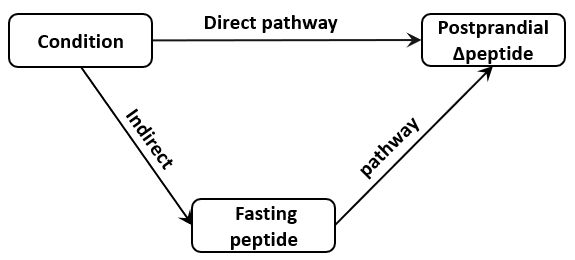 Direct pathway
Condition
Postprandial
Δpeptide
Indirect
pathway
Fasting
peptide